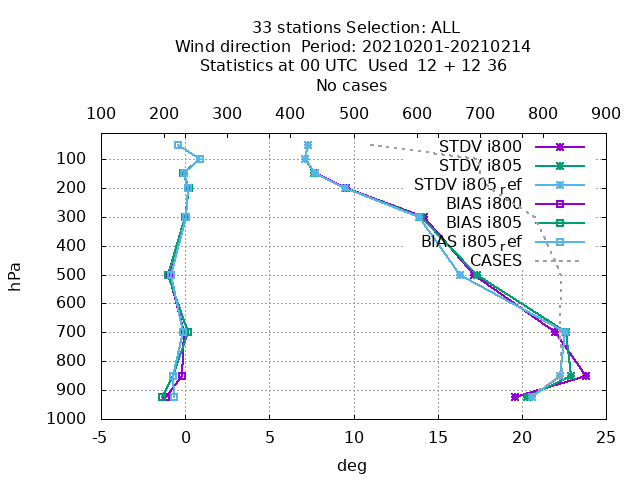 33 stations Selection: ALL
Wind direction  Period: 20210201-20210214
Statistics at 00 UTC  Used  12 + 12 36
No cases
100 200 300 400 500 600 700 800 900
STDV i800
STDV i805
STDV i805ref
BIAS i800
BIAS i805
BIAS i805ref
CASES
hPa
100
200
300
400
500
600
700
800
900
1000
-5 0 5 10 15 20 25
deg